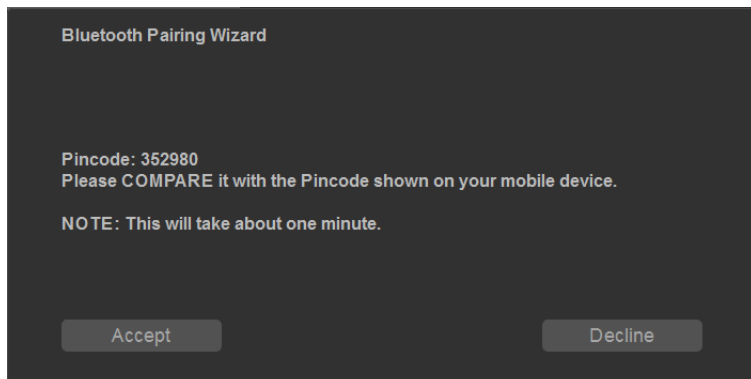 Bluetooth Pairing Wizard
Pincode: 352980
Please COMPARE it with the Pincode shown on your mobile device.
NOTE: This will take about one minute.
Accept
Decline